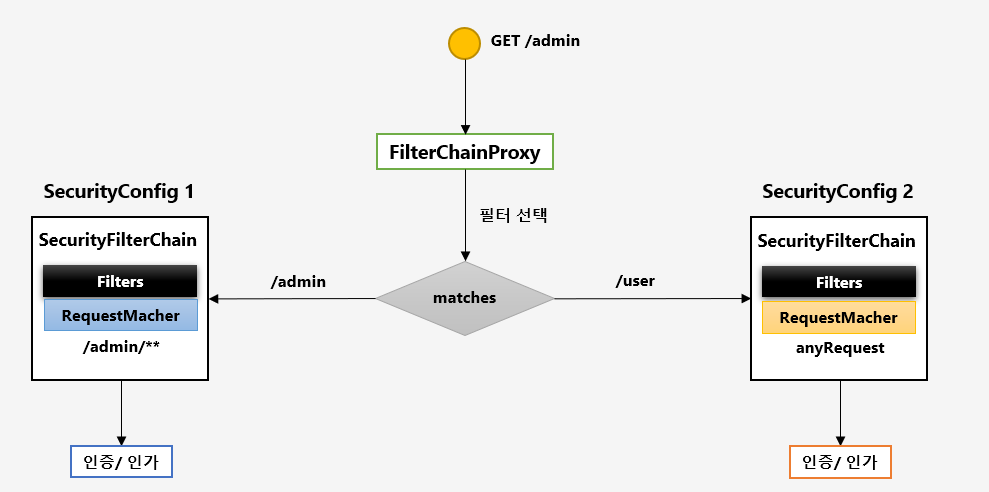 GET /admin
FilterChainProxy
필터 선택
SecurityConfig 1
SecurityFilterChain
Filters
RequestMacher
/admin/**
인증/ 인가
/admin
matches
/user
SecurityConfig 2
SecurityFilterChain
Filters
RequestMacher
anyRequest
인증/ 인가